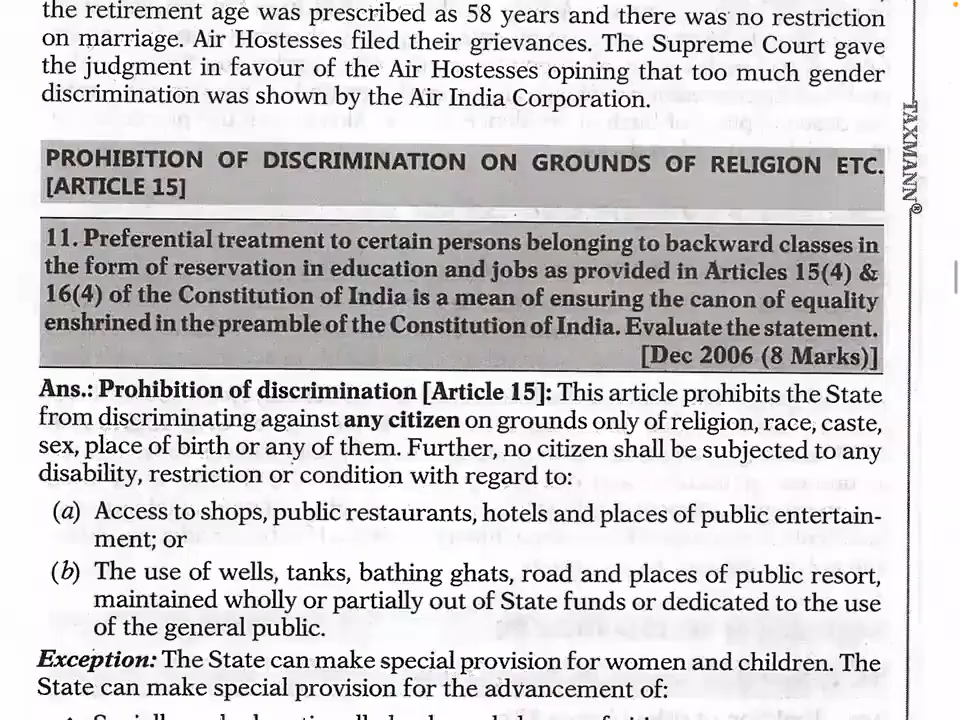 the retirement age was prescribed as 58 years and there was no restriction
on marriage. Air Hostesses filed their grievances. The Supreme Court gave
the judgment in favour of the Air Hostesses opining that too much gender
discrimination was shown by the Air India Corporation.
PROHIBITION OF DISCRIMINATION ON GROUNDS OF RELIGION ETC.
[ARTICLE 15]
11. Preferential treatment to certain persons belonging to backward classes in
the form of reservation in education and jobs as provided in Articles 15(4) &
16(4) of the Constitution of India is a mean of ensuring the canon of equality
enshrined in the preamble of the Constitution of India. Evaluate the statement.
[Dec 2006 (8 Marks)]
Ans.: Prohibition of discrimination [Article 15]: This article prohibits the State
from discriminating against any citizen on grounds only of religion, race, caste,
sex, place of birth or any of them. Further, no citizen shall be subjected to any
disability, restriction or condition with regard to:
(a) Access to shops, public restaurants, hotels and places of public entertain-
ment; or
(b) The use of wells, tanks, bathing ghats, road and places of public resort,
maintained wholly or partially out of State funds or dedicated to the use
of the general public.
Exception: The State can make special provision for women and children. The
State can make special provision for the advancement of:
TAXMANN®